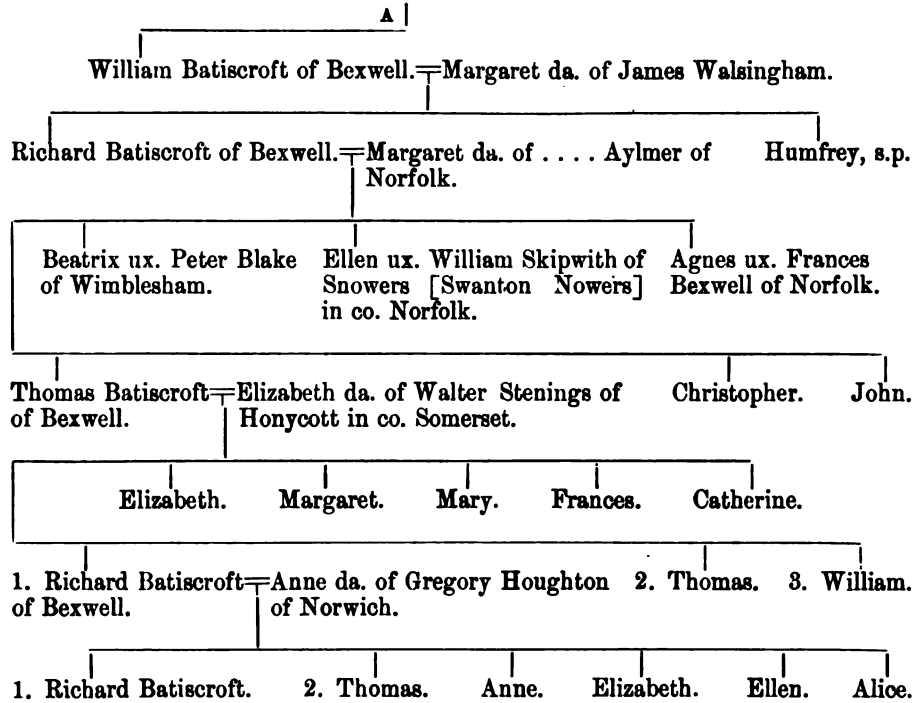 A
William Batiscroft of Bexwell.=Margaret da. of James Walsingham.
Richard Batiscroft of Bexwell.=Margaret da. of .... Aylmer of Norfolk.
Humfrey, s.p.
Beatrix ux. Peter Blake
of Wimblesham.
Ellen ux. William Skipwith of
Snowers [Swanton Nowers]
in co. Norfolk.
Agnes ux. Frances
Bexwell of Norfolk.
Thomas Batiscroft
of Bexwell.
=Elizabeth da. of Walter Stenings of
Honycott in co. Somerset.
Christopher.
John.
Elizabeth. Margaret. Mary. Frances. Catherine.
1. Richard Batiscroft
of Bexwell.
=Anne da. of Gregory Houghton
of Norwich.
2. Thomas.
3. William.
1. Richard Batiscroft. 2. Thomas. Anne. Elizabeth. Ellen. Alice.